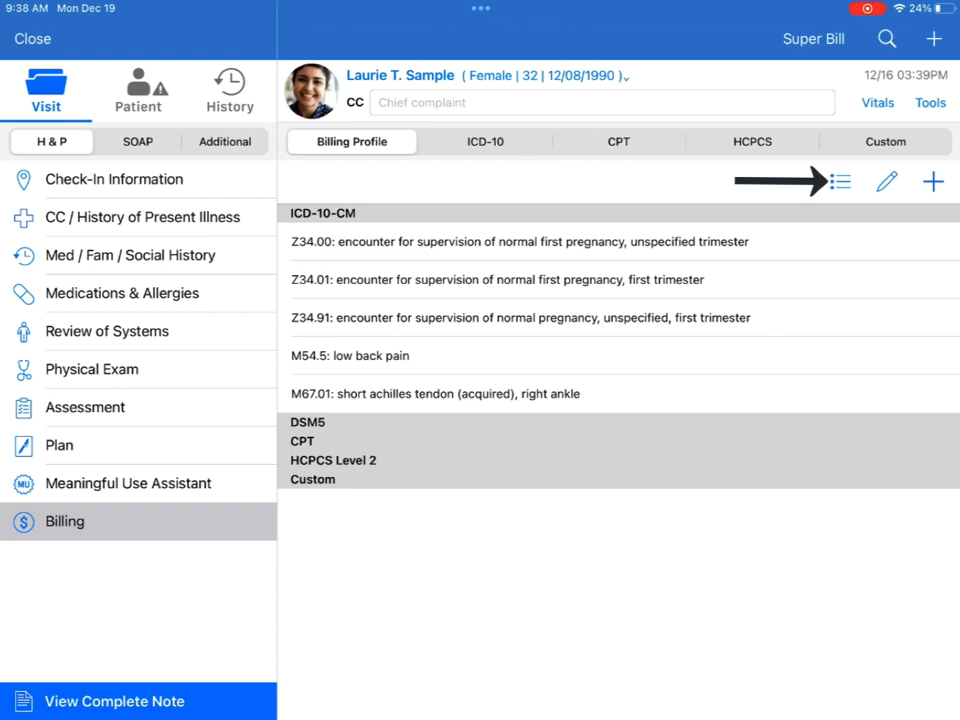 9:38 AM Mon Dec 19
24%
Close
Super Bill
Visit
Patient
History
H & P
SOAP
Additional
Check-In Information
CC / History of Present Illness
Med / Fam / Social History
Medications & Allergies
Review of Systems
Physical Exam
Assessment
Plan
MU
Meaningful Use Assistant
$
Billing
View Complete Note
Laurie T. Sample ( Female | 32 | 12/08/1990 )
12/16 03:39PM
CC Chief complaint
Vitals
Tools
Billing Profile
ICD-10
CPT
HCPCS
Custom
ICD-10-CM
Z34.00: encounter for supervision of normal first pregnancy, unspecified trimester
Z34.01: encounter for supervision of normal first pregnancy, first trimester
Z34.91: encounter for supervision of normal pregnancy, unspecified, first trimester
M54.5: low back pain
M67.01: short achilles tendon (acquired), right ankle
DSM5
CPT
HCPCS Level 2
Custom